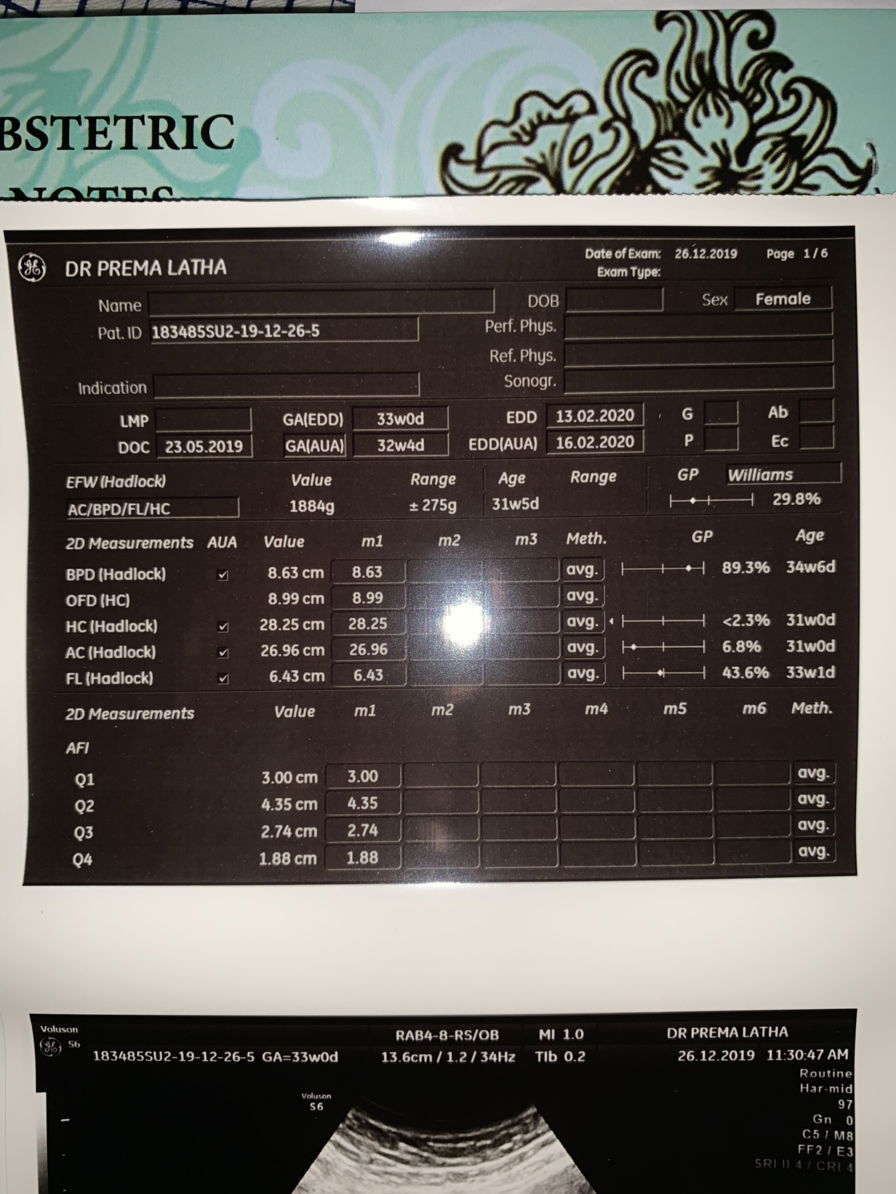 BSTETRIC
NOTES
DR PREMA LATHA
Date of Exam: 26.12.2019 Page 1 / 6
Exam Type:
Name DOB Sex Female
Pat. ID 183485SU2-19-12-26-5 Perf. Phys.
Ref. Phys.
Indication Sonogr.
LMP GA(EDD) 33w0d EDD 13.02.2020 G Ab
DOC 23.05.2019 GA(AUA) 32w4d EDD(AUA) 16.02.2020 P Ec
EFW (Hadlock) Value Range Age Range GP Williams
AC/BPD/FL/HC 1884g ± 275g 31w5d 29.8%
2D Measurements AUA Value m1 m2 m3 Meth. GP Age
BPD (Hadlock) 8.63 cm 8.63 avg. 89.3% 34w6d
OFD (HC) 8.99 cm 8.99 avg.
HC (Hadlock) 28.25 cm 28.25 avg. <2.3% 31w0d
AC (Hadlock) 26.96 cm 26.96 avg. 6.8% 31w0d
FL (Hadlock) 6.43 cm 6.43 avg. 43.6% 33w1d
2D Measurements Value m1 m2 m3 m4 m5 m6 Meth.
AFI
Q1 3.00 cm 3.00 avg.
Q2 4.35 cm 4.35 avg.
Q3 2.74 cm 2.74 avg.
Q4 1.88 cm 1.88 avg.
Voluson
S6
RAB4-8-RS/OB MI 1.0 DR PREMA LATHA
183485SU2-19-12-26-5 GA=33w0d 13.6cm / 1.2 / 34Hz TIb 0.2 26.12.2019 11:30:47 AM
Voluson
S6
Routine
Har-mid
97
Gn 0
C5 / M8
FF2 / E3
SRI II 4 / CRI 4